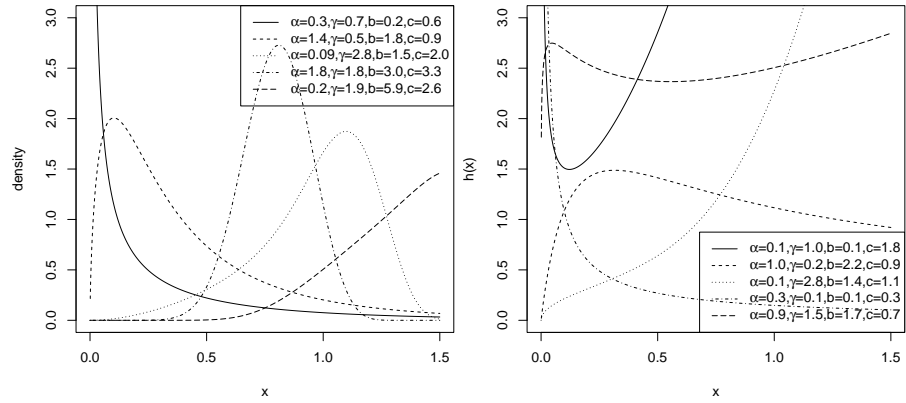 α=0.3,γ=0.7,b=0.2,c=0.6
α=1.4,γ=0.5,b=1.8,c=0.9
α=0.09,γ=2.8,b=1.5,c=2.0
α=1.8,γ=1.8,b=3.0,c=3.3
α=0.2,γ=1.9,b=5.9,c=2.6
density
3.0
2.5
2.0
1.5
1.0
0.5
0.0
0.0 0.5 1.0 1.5
x
h(x)
3.0
2.5
2.0
1.5
1.0
0.5
0.0
α=0.1,γ=1.0,b=0.1,c=1.8
α=1.0,γ=0.2,b=2.2,c=0.9
α=0.1,γ=2.8,b=1.4,c=1.1
α=0.3,γ=0.1,b=0.1,c=0.3
α=0.9,γ=1.5,b=1.7,c=0.7
0.0 0.5 1.0 1.5
x